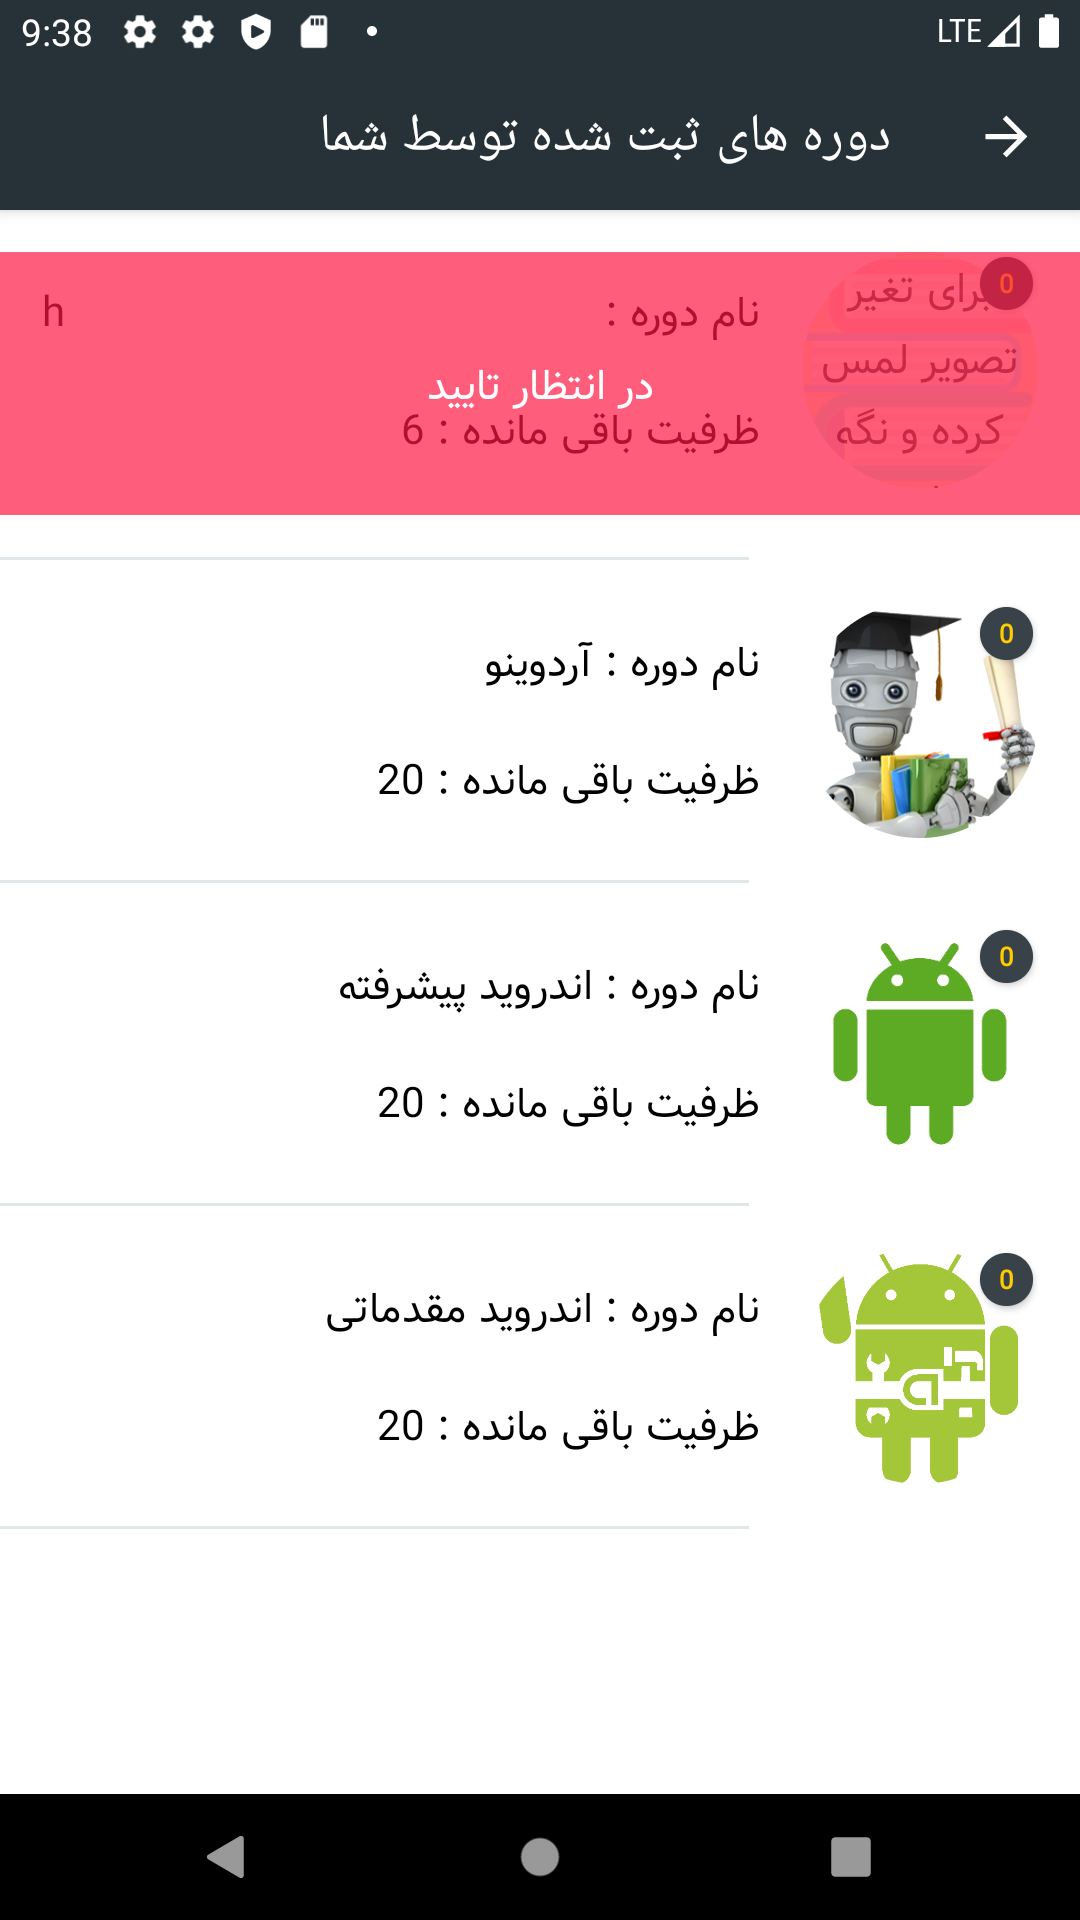 9:38
LTE
دوره های ثبت شده توسط شما
0
برای تغیر
تصویر لمس
کرده و نگه
نام دوره :
h
در انتظار تایید
ظرفیت باقی مانده : 6
0
نام دوره : آردوینو
ظرفیت باقی مانده : 20
0
نام دوره : اندروید پیشرفته
ظرفیت باقی مانده : 20
0
نام دوره : اندروید مقدماتی
ظرفیت باقی مانده : 20